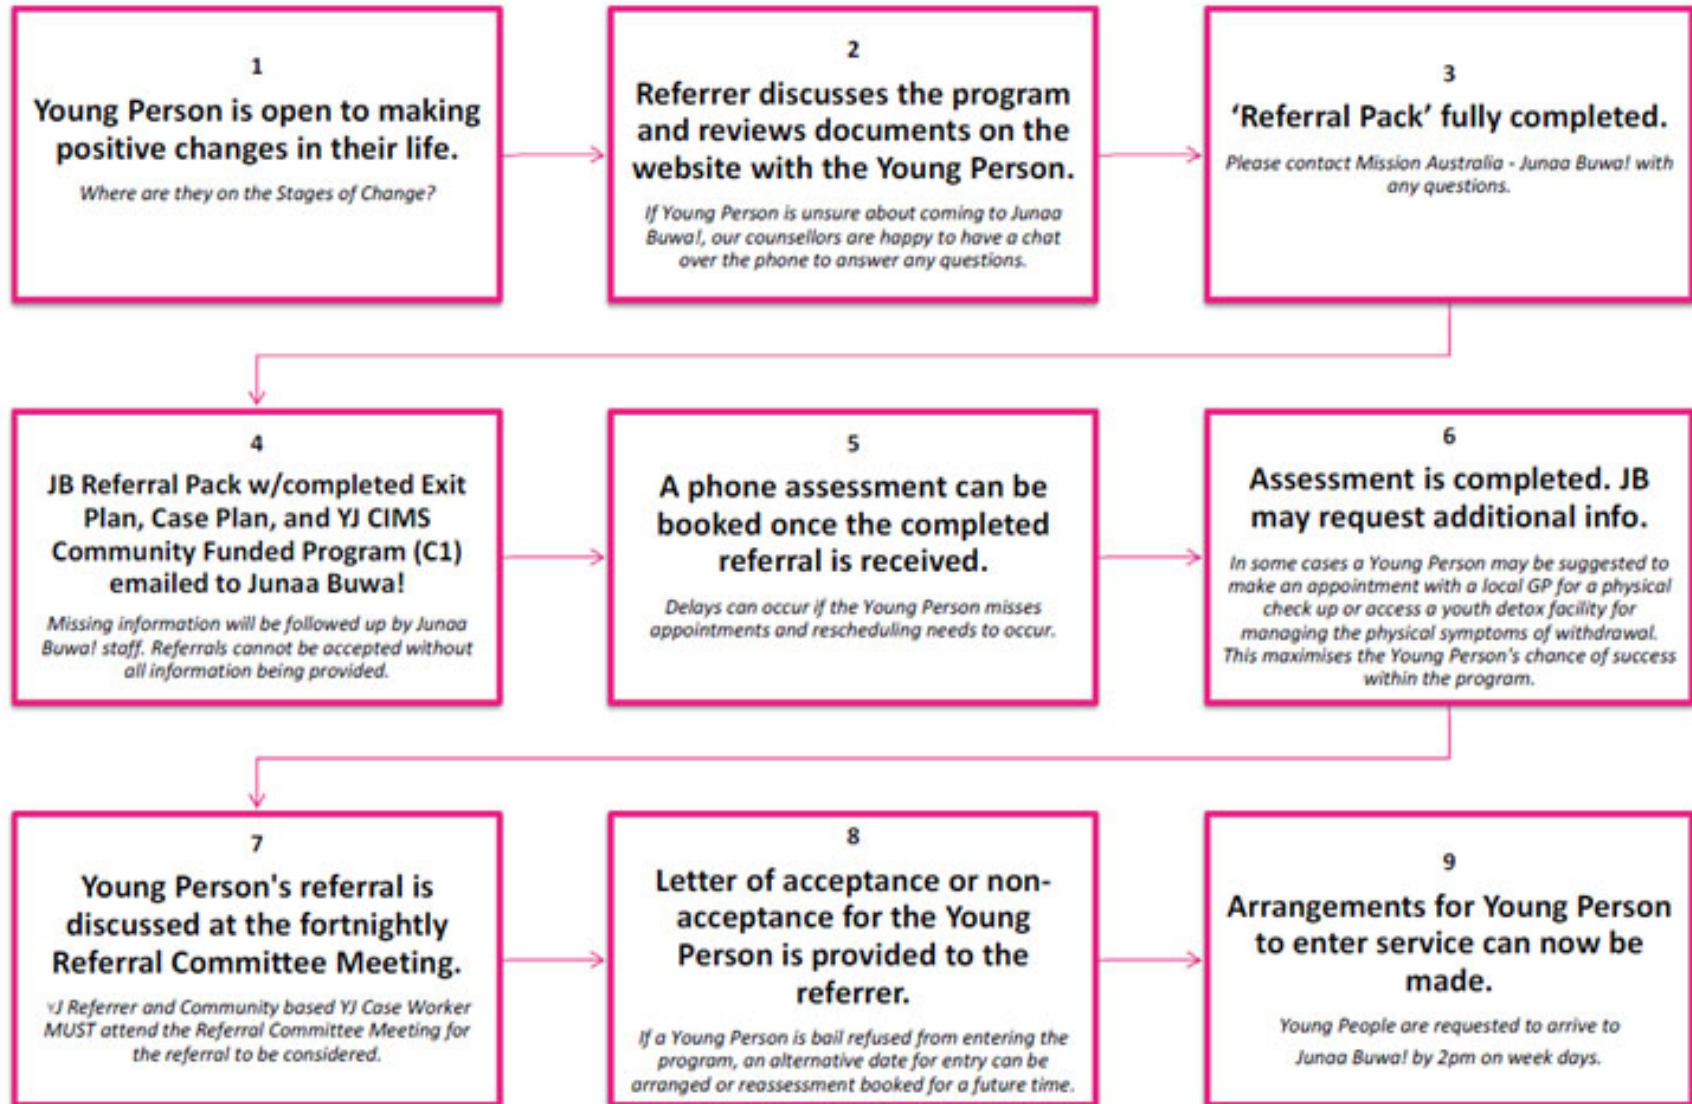 1
Young Person is open to making
positive changes in their life.
Where are they on the Stages of Change?
2
Referrer discusses the program
and reviews documents on the
website with the Young Person.
If Young Person is unsure about coming to Junaa
Buwa!, our counsellors are happy to have a chat
over the phone to answer any questions.
3
‘Referral Pack’ fully completed.
Please contact Mission Australia - Junaa Buwa! with
any questions.
4
JB Referral Pack w/completed Exit
Plan, Case Plan, and YJ CIMS
Community Funded Program (C1)
emailed to Junaa Buwa!
Missing information will be followed up by Junaa
Buwa! staff. Referrals cannot be accepted without
all information being provided.
5
A phone assessment can be
booked once the completed
referral is received.
Delays can occur if the Young Person misses
appointments and rescheduling needs to occur.
6
Assessment is completed. JB
may request additional info.
In some cases a Young Person may be suggested to
make an appointment with a local GP for a physical
check up or access a youth detox facility for
managing the physical symptoms of withdrawal.
This maximises the Young Person's chance of success
within the program.
7
Young Person's referral is
discussed at the fortnightly
Referral Committee Meeting.
YJ Referrer and Community based YJ Case Worker
MUST attend the Referral Committee Meeting for
the referral to be considered.
8
Letter of acceptance or non-
acceptance for the Young
Person is provided to the
referrer.
If a Young Person is bail refused from entering the
program, an alternative date for entry can be
arranged or reassessment booked for a future time.
9
Arrangements for Young Person
to enter service can now be
made.
Young People are requested to arrive to
Junaa Buwa! by 2pm on week days.